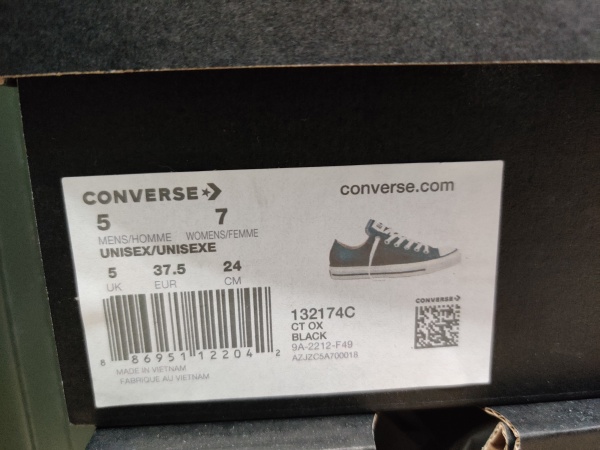 CONVERSE
converse.com
5 7
MENS/HOMME WOMENS/FEMME
UNISEX/UNISEXE
5 37.5 24
UK EUR CM
8 86951 12204 2
MADE IN VIETNAM
FABRIQUE AU VIETNAM
132174C
CT OX
BLACK
9A-2212-F49
AZJZC5A700018
CONVERSE